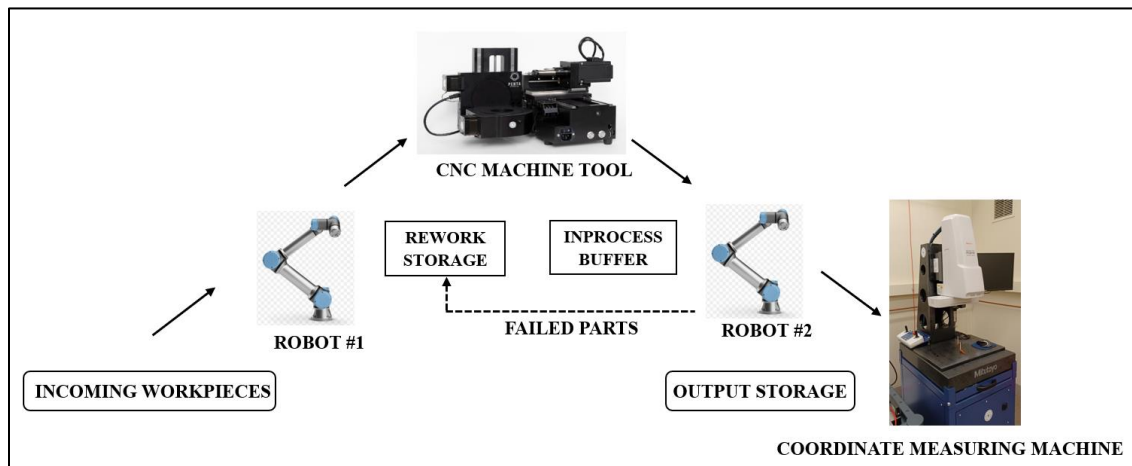 CNC MACHINE TOOL
REWORK
STORAGE
INPROCESS
BUFFER
FAILED PARTS
ROBOT #1
ROBOT #2
INCOMING WORKPIECES
OUTPUT STORAGE
Mitutoyo
COORDINATE MEASURING MACHINE